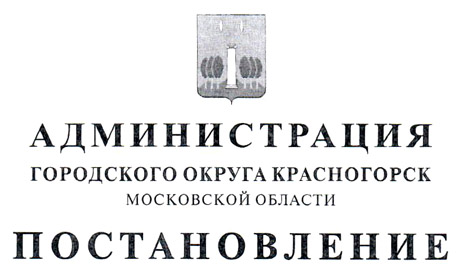 АДМИНИСТРАЦИЯ
ГОРОДСКОГО ОКРУГА КРАСНОГОРСК
МОСКОВСКОЙ ОБЛАСТИ
ПОСТАНОВЛЕНИЕ